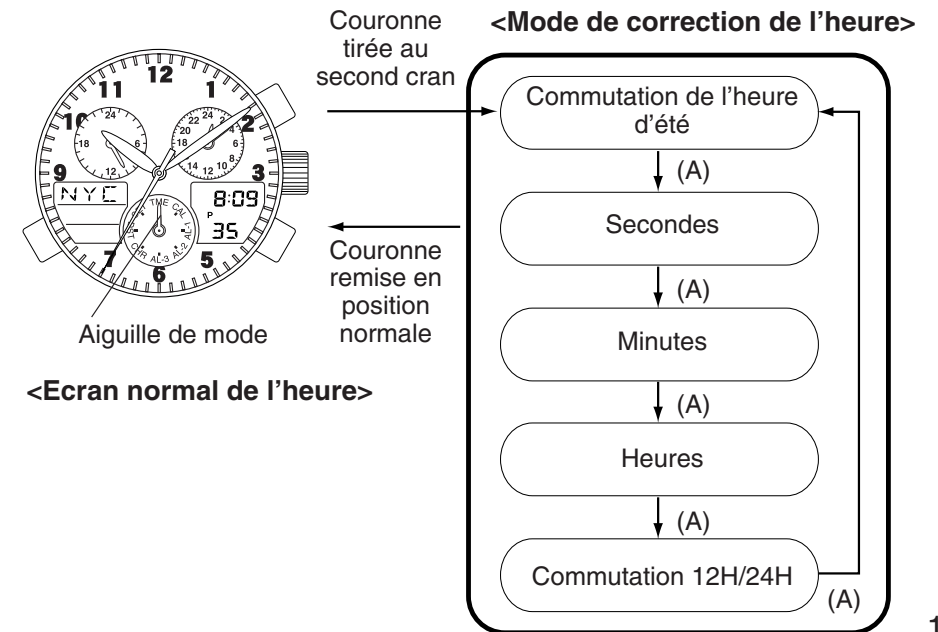 Couronne
tirée au
second cran
<Mode de correction de l'heure>
12
1
2
3
5
6
7
9
10
11
24
6
12
18
24
2
4
6
8
10
12
14
18
20
22
NYC
8:09
P
35
TME
CAL
AL-1
AL-2
AL-3
CHR
Aiguille de mode
<Ecran normal de l'heure>
Couronne
remise en
position
normale
Commutation de l'heure
d'été
(A)
Secondes
(A)
Minutes
(A)
Heures
(A)
Commutation 12H/24H
(A)
1